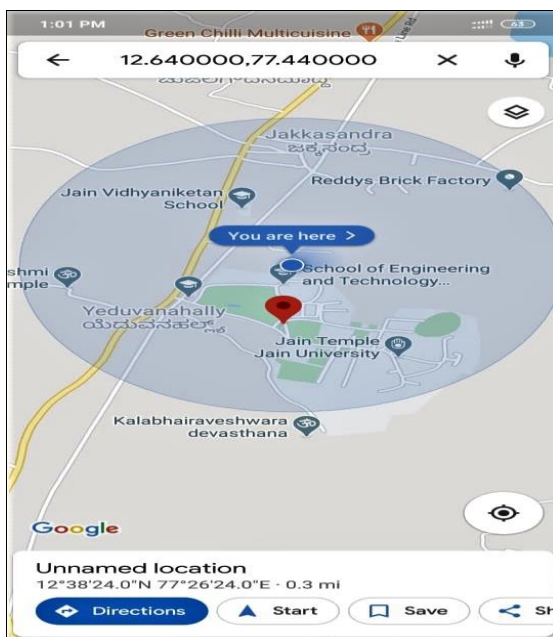 1:01 PM
63
Green Chilli Multicuisine
12.640000,77.440000
Jakkasandra
ಜಕ್ಕಸಂದ್ರ
Jain Vidhyaniketan
School
Reddys Brick Factory
You are here >
School of Engineering
and Technology...
shmi
mple
Yeduvanahally
ಯೆದುವನಹಳ್ಳಿ
Jain Temple
Jain University
Kalabhairaveshwara
devasthana
Google
Unnamed location
12°38'24.0"N 77°26'24.0"E · 0.3 mi
Directions
Start
Save
Sh